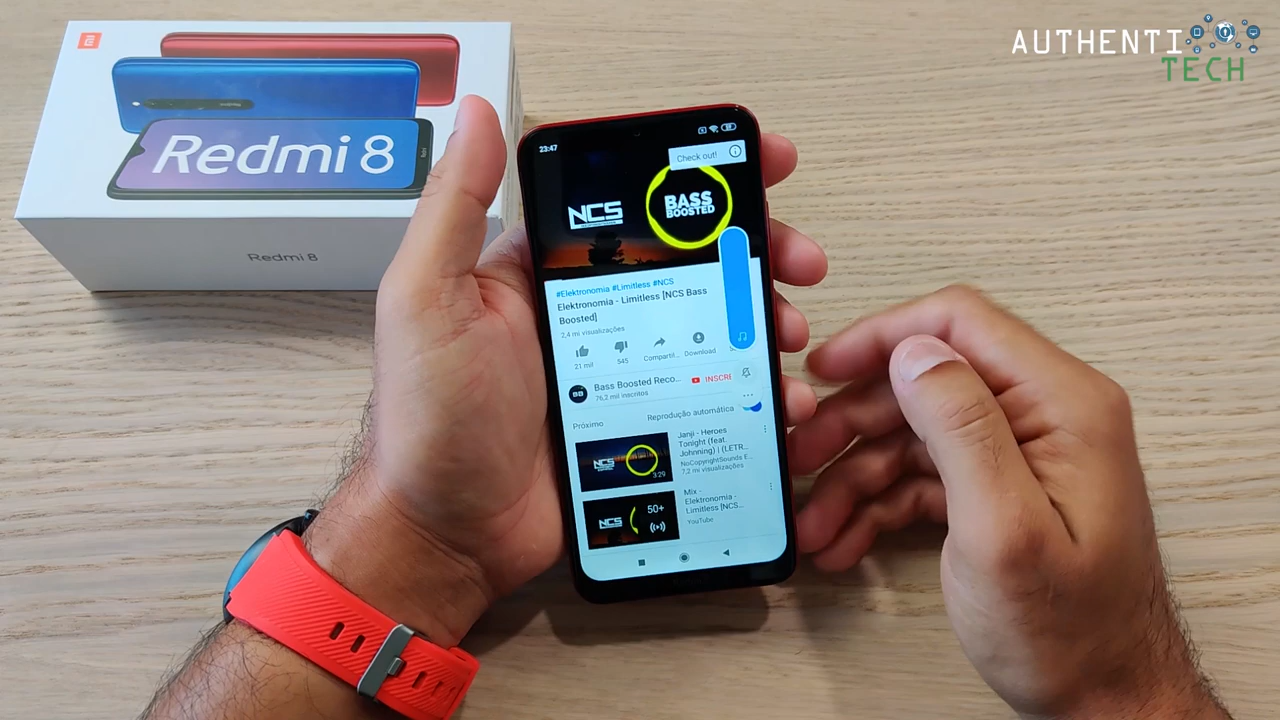 AUTHENTI
TECH
Redmi 8
Redmi 8
23:47
Check out!
NCS
BASS
BOOSTED
#Elektronomia #Limitless #NCS
Elektronomia - Limitless [NCS Bass
Boosted]
2,4 mi visualizações
21 mil
545
Compartil...
Download
Bass Boosted Reco...
INSCRE
76,2 mil inscritos
Próximo
Reprodução automática
NCS
3:29
Janji - Heroes
Tonight (feat.
Johnning) | (LETR...
NoCopyrightSounds E...
7,2 mi visualizações
NCS
50+
Mix -
Elektronomia -
Limitless [NCS...
YouTube